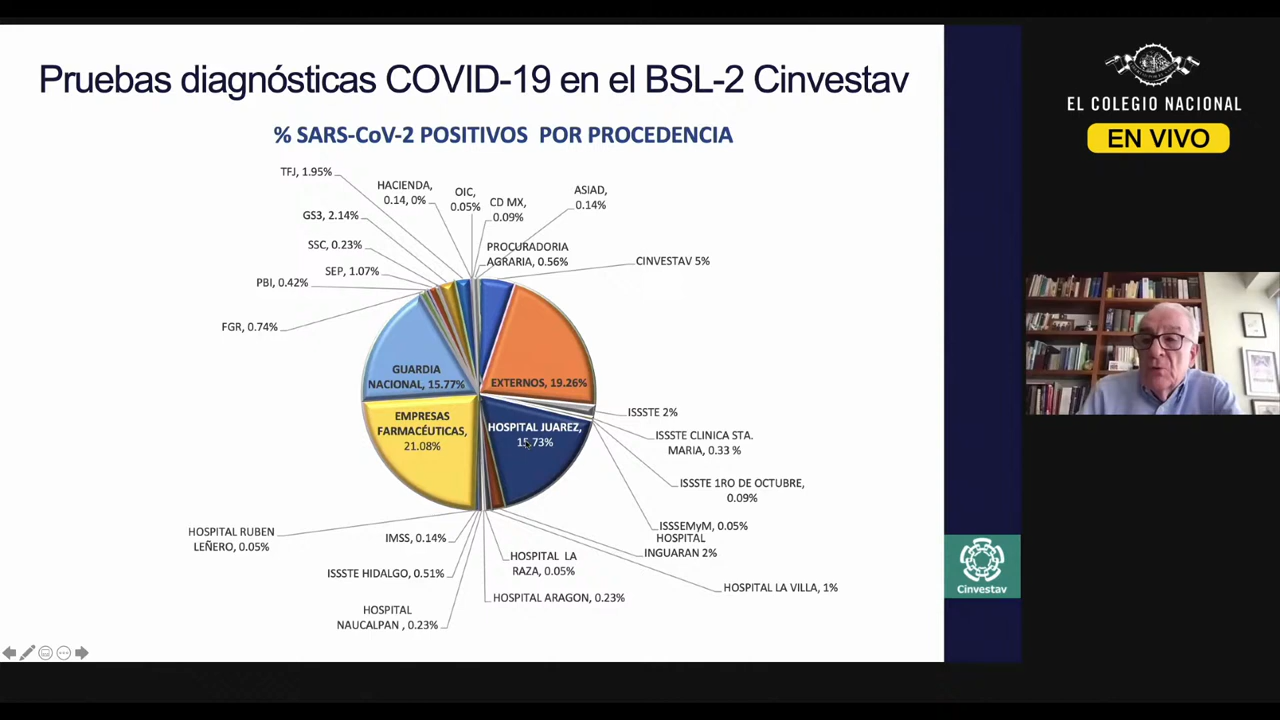 Pruebas diagnósticas COVID-19 en el BSL-2 Cinvestav
% SARS-CoV-2 POSITIVOS POR PROCEDENCIA
TFJ, 1.95%
HACIENDA,
0.14, 0%
OIC,
0.05%
CD MX,
0.09%
ASIAD,
0.14%
GS3, 2.14%
SSC, 0.23%
PROCURADORIA
AGRARIA, 0.56%
CINVESTAV 5%
SEP, 1.07%
PBI, 0.42%
FGR, 0.74%
GUARDIA
NACIONAL, 15.77%
EXTERNOS, 19.26%
EMPRESAS
FARMACÉUTICAS,
21.08%
HOSPITAL JUAREZ,
15.73%
ISSSTE 2%
ISSSTE CLINICA STA.
MARIA, 0.33 %
ISSSTE 1RO DE OCTUBRE,
0.09%
ISSSEMyM, 0.05%
HOSPITAL
INGUARAN 2%
HOSPITAL LA VILLA, 1%
HOSPITAL LA
RAZA, 0.05%
HOSPITAL ARAGON, 0.23%
HOSPITAL RUBEN
LEÑERO, 0.05%
IMSS, 0.14%
ISSSTE HIDALGO, 0.51%
HOSPITAL
NAUCALPAN , 0.23%
Cinvestav
EL COLEGIO NACIONAL
EN VIVO